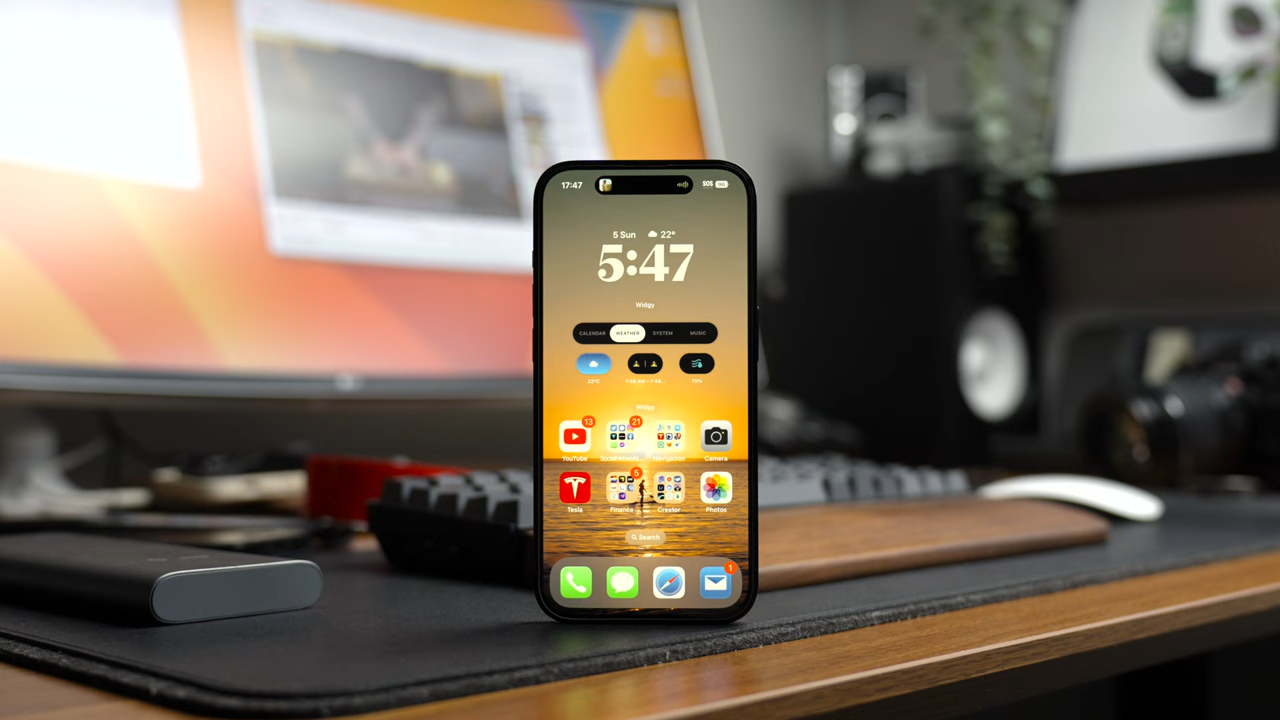 17:47 SOS 96
5 Sun 22°
5:47
Widgy
CALENDAR WEATHER SYSTEM MUSIC
22°C 73%
Widgy
13 21
YouTube Navigation Camera
5
Tesla Finance Creator Photos
Search
1